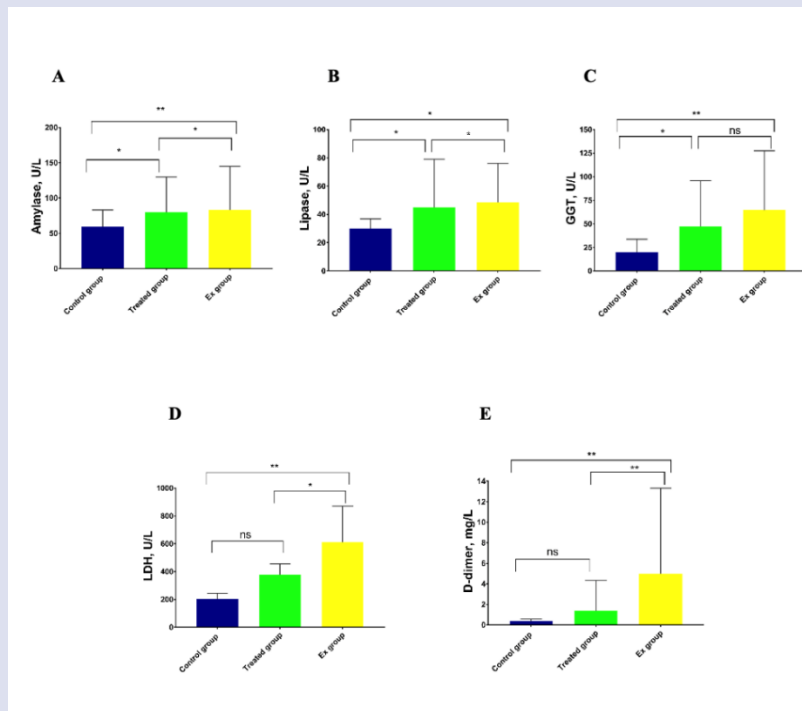 A
B
C
**
*
*
Amylase, U/L
200
150
100
50
0
Control group
Treated group
Ex group
*
*
Lipase, U/L
100
80
60
40
20
0
Control group
Treated group
Ex group
**
*
ns
GGT, U/L
150
125
100
75
50
25
0
Control group
Treated group
Ex group
D
E
**
*
ns
LDH, U/L
1000
800
600
400
200
0
Control group
Treated group
Ex group
**
**
ns
D-dimer, mg/L
14
12
10
8
6
4
2
0
Control group
Treated group
Ex group